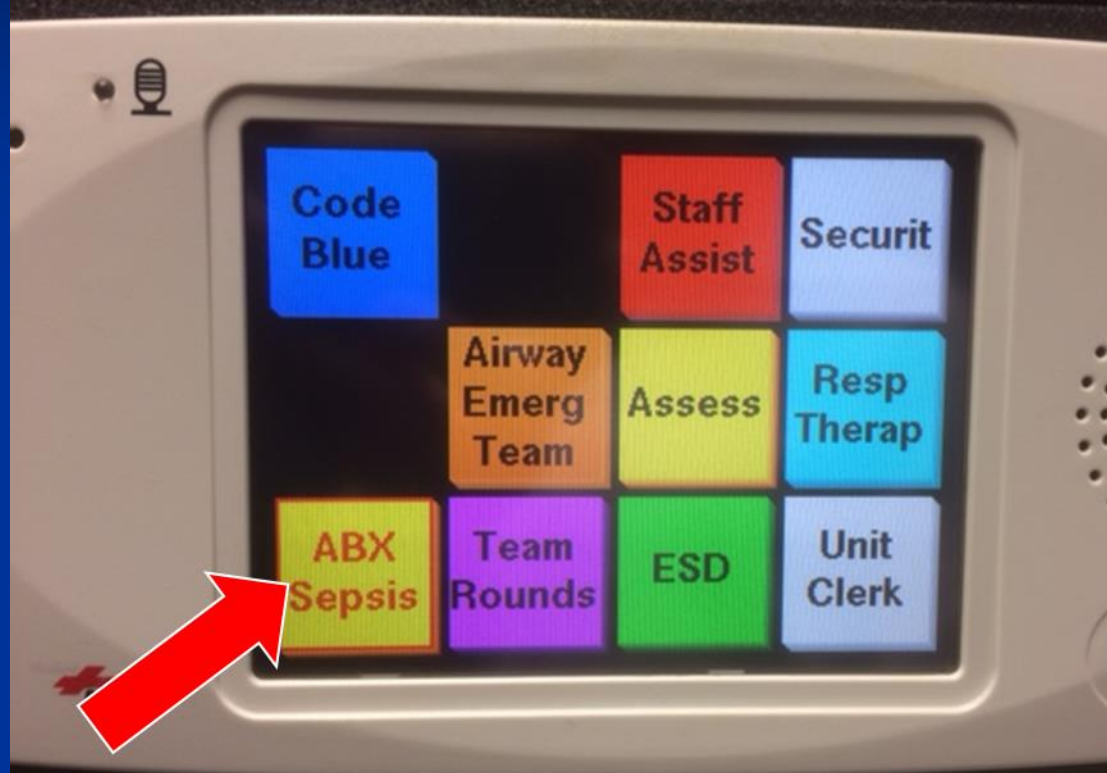 Code
Blue
Staff
Assist
Securit
Airway
Emerg
Team
Assess
Resp
Therap
ABX
Sepsis
Team
Rounds
ESD
Unit
Clerk